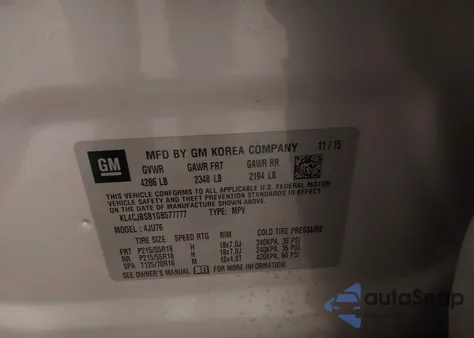 GM
MFD BY GM KOREA COMPANY 11 / 15
GVWR GAWR FRT GAWR RR
4286 LB 2348 LB 2194 LB
THIS VEHICLE CONFORMS TO ALL APPLICABLE U.S. FEDERAL MOTOR
VEHICLE SAFETY, BUMPER, AND THEFT PREVENTION STANDARDS IN EFFECT ON THE DATE OF MANUFACTURE SHOWN ABOVE.
KL4CJBSB1GB577777 TYPE: MPV
MODEL: 4JU76
TIRE SIZE SPEED RTG RIM COLD TIRE PRESSURE
FRT P215/55R18 H 18x7.0J 240KPA, 35 PSI
RR P215/55R18 H 18x7.0J 240KPA, 35 PSI
SPA T125/70R16 M 16x4.0T 420KPA, 60 PSI
SEE OWNER'S MANUAL FOR MORE INFORMATION.
autoSnap